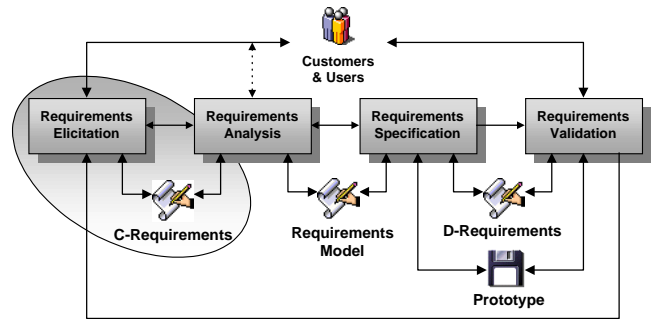 Customers
& Users
Requirements
Elicitation
Requirements
Analysis
Requirements
Specification
Requirements
Validation
C-Requirements
Requirements
Model
D-Requirements
Prototype